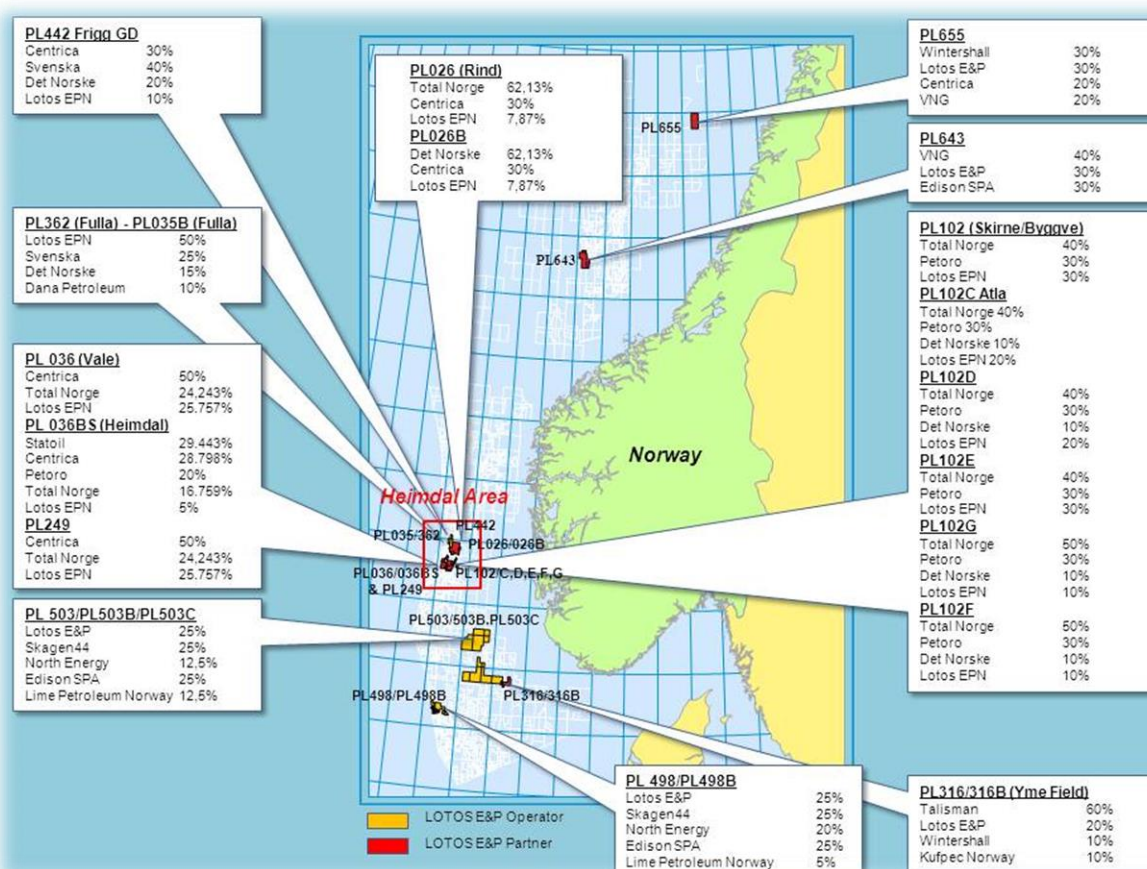 PL442 Frigg GD
Centrica 30%
Svenska 40%
Det Norske 20%
Lotos EPN 10%
PL362 (Fulla) - PL035B (Fulla)
Lotos EPN 50%
Svenska 25%
Det Norske 15%
Dana Petroleum 10%
PL 036 (Vale)
Centrica 50%
Total Norge 24,243%
Lotos EPN 25.757%
PL 036BS (Heimdal)
Statoil 29.443%
Centrica 28.798%
Petoro 20%
Total Norge 16.759%
Lotos EPN 5%
PL249
Centrica 50%
Total Norge 24,243%
Lotos EPN 25.757%
PL 503/PL503B/PL503C
Lotos E&P 25%
Skagen44 25%
North Energy 12,5%
Edison SPA 25%
Lime Petroleum Norway 12,5%
PL026 (Rind)
Total Norge 62,13%
Centrica 30%
Lotos EPN 7,87%
PL026B
Det Norske 62,13%
Centrica 30%
Lotos EPN 7,87%
PL655
PL643
Norway
Heimdal Area
PL442
PL035/362
PL026/026B
PL036/036BS
& PL249
PL102/C,D,E,F,G
PL503/503B.PL503C
PL498/PL498B
PL316/316B
LOTOS E&P Operator
LOTOS E&P Partner
PL 498/PL498B
Lotos E&P 25%
Skagen44 25%
North Energy 20%
Edison SPA 25%
Lime Petroleum Norway 5%
PL655
Wintershall 30%
Lotos E&P 30%
Centrica 20%
VNG 20%
PL643
VNG 40%
Lotos E&P 30%
Edison SPA 30%
PL102 (Skirne/Byggve)
Total Norge 40%
Petoro 30%
Lotos EPN 30%
PL102C Atla
Total Norge 40%
Petoro 30%
Det Norske 10%
Lotos EPN 20%
PL102D
Total Norge 40%
Petoro 30%
Det Norske 10%
Lotos EPN 20%
PL102E
Total Norge 40%
Petoro 30%
Lotos EPN 30%
PL102G
Total Norge 50%
Petoro 30%
Det Norske 10%
Lotos EPN 10%
PL102F
Total Norge 50%
Petoro 30%
Det Norske 10%
Lotos EPN 10%
PL316/316B (Yme Field)
Talisman 60%
Lotos E&P 20%
Wintershall 10%
Kufpec Norway 10%